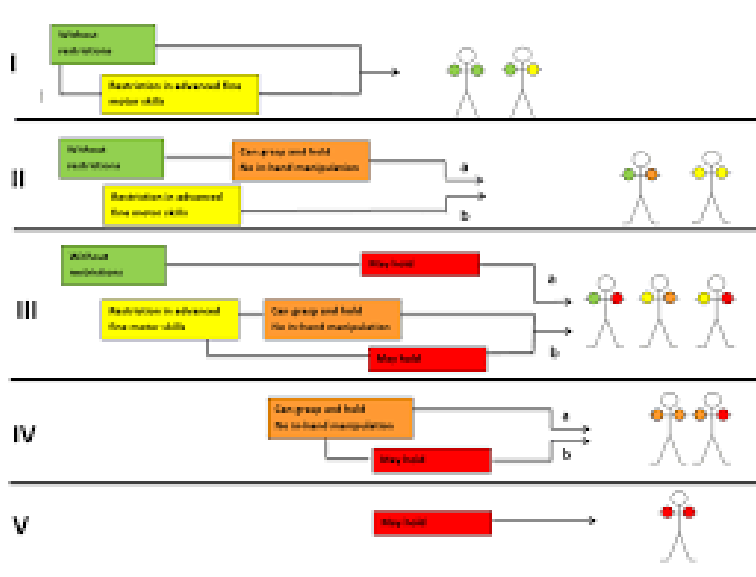 I
Without
restrictions
Restriction in advanced fine
motor skills
II
Without
restrictions
Can grasp and hold
No in hand manipulation
a
Restriction in advanced
fine motor skills
b
III
Without
restrictions
May hold
a
Restriction in advanced
fine motor skills
Can grasp and hold
No in hand manipulation
May hold
b
IV
Can grasp and hold
No in-hand manipulation
a
May hold
b
V
May hold